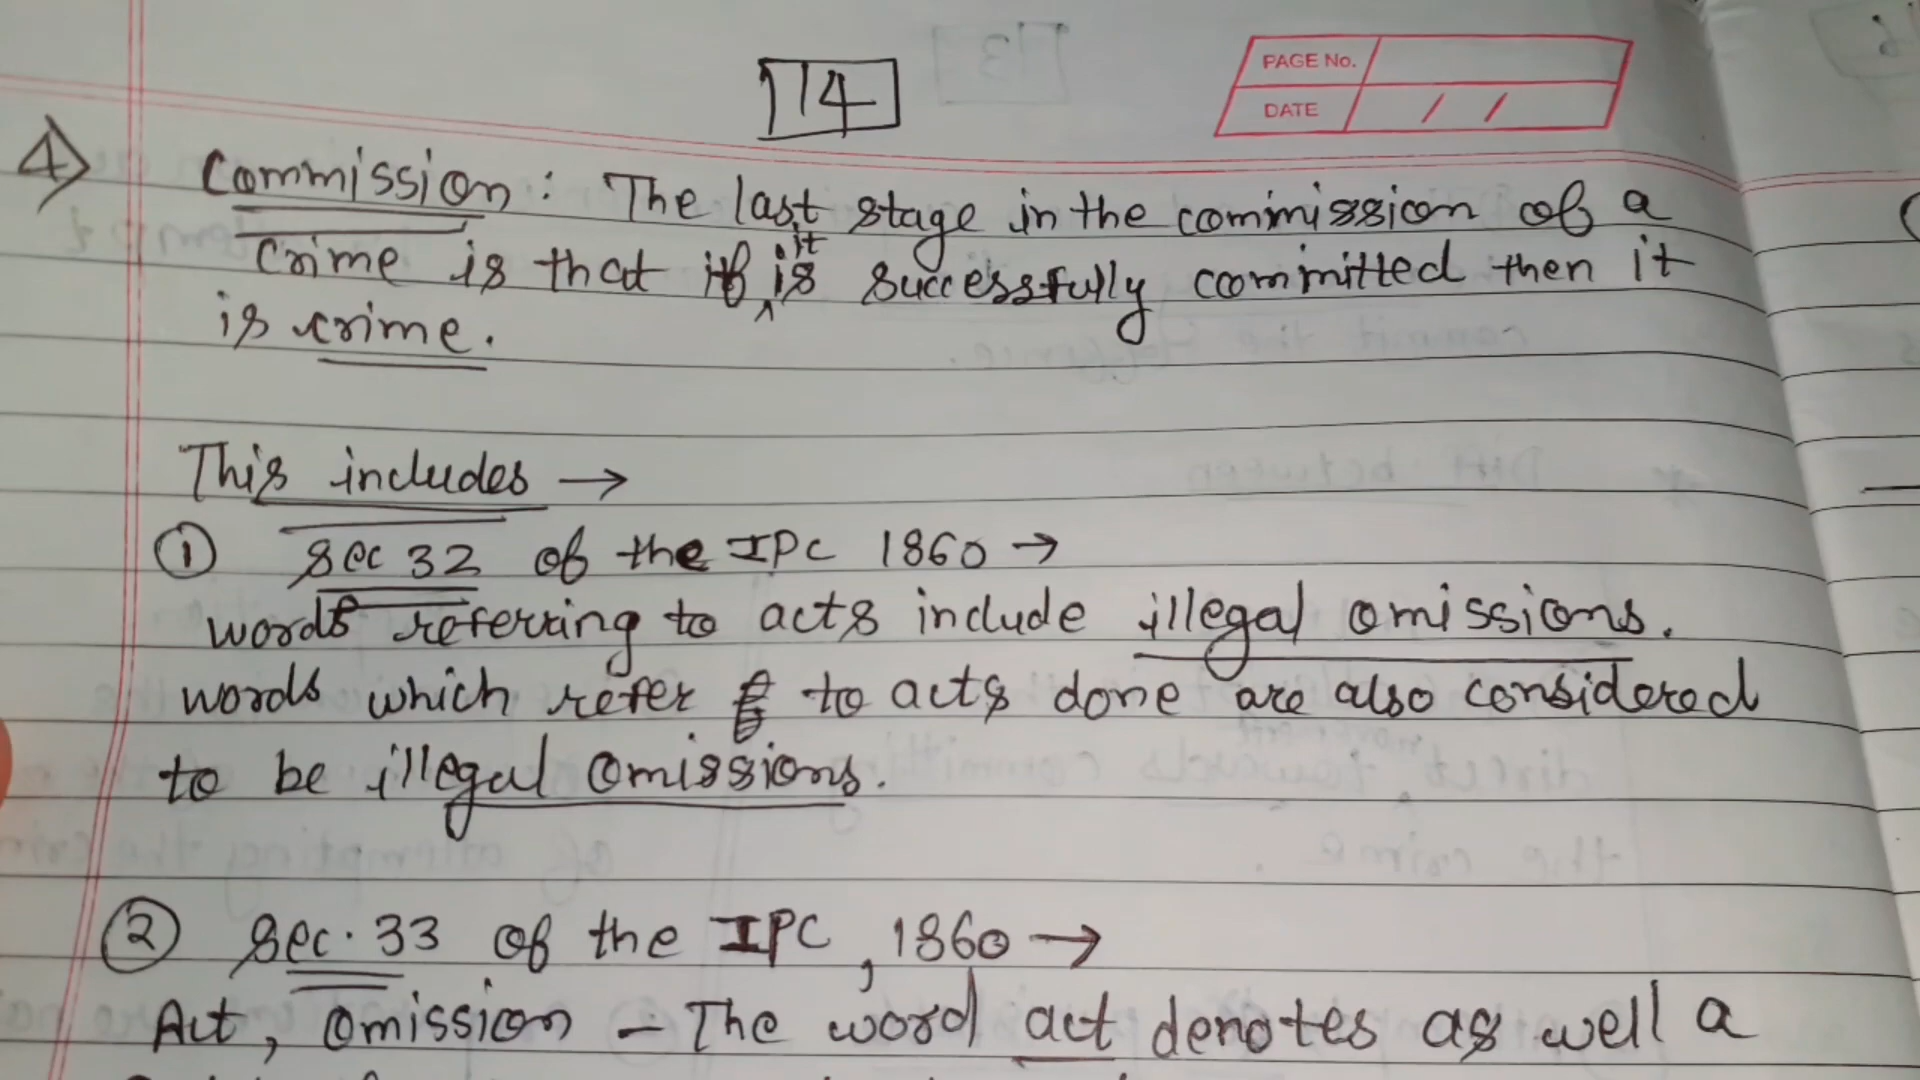 14
PAGE No.
DATE / /
4) Commission: The last stage in the commission of a
crime is that if it is successfully committed then it
is crime.
This includes →
① Sec 32 of the IPC 1860 →
words referring to acts include illegal omissions.
words which refer to acts done are also considered
to be illegal omissions.
② Sec. 33 of the IPC, 1860 →
Act, Omission – The word act denotes as well a